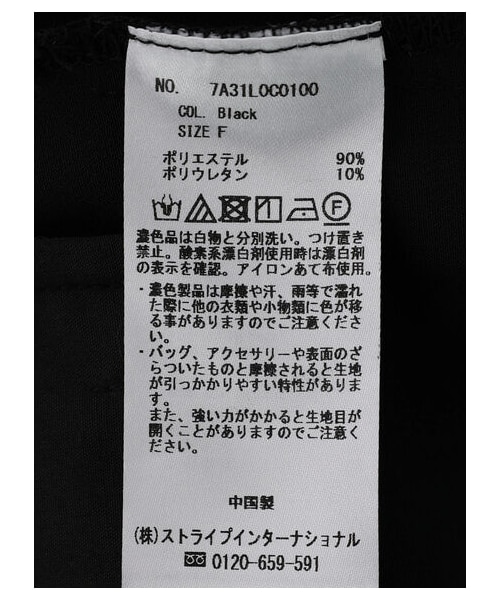 NO. 7A31L0C0100
COL. Black
SIZE F
ポリエステル 90%
ポリウレタン 10%
濃色品は白物と分別洗い。つけ置き
禁止。酸素系漂白剤使用時は漂白剤
の表示を確認。アイロンあて布使用。
・濃色製品は摩擦や汗、雨等で濡れ
た際に他の衣類や小物類に色が移
る事がありますのでご注意くださ
い。
・バッグ、アクセサリーや表面のざ
らついたものと摩擦されると生地
が引っかかりやすい特性がありま
す。
また、強い力がかかると生地目が
開くことがありますのでご注意く
ださい。
中国製
(株)ストライプインターナショナル
0120-659-591